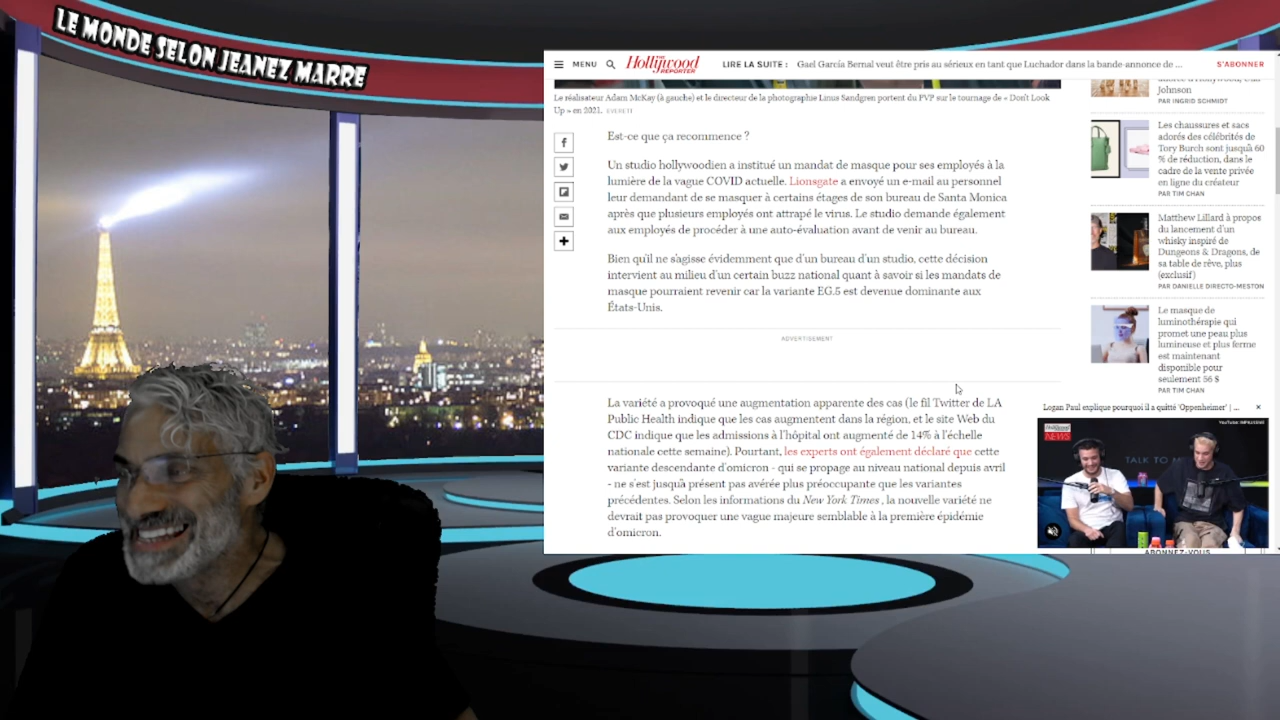 LE MONDE SELON JEANEZ MARRE
MENU
The Hollywood REPORTER
LIRE LA SUITE : Gael García Bernal veut être pris au sérieux en tant que Luchador dans la bande-annonce de ...
S'ABONNER
Le réalisateur Adam McKay (à gauche) et le directeur de la photographie Linus Sandgren portent du PVP sur le tournage de « Don't Look
Up » en 2021. EVERETT
Est-ce que ça recommence ?
Un studio hollywoodien a institué un mandat de masque pour ses employés à la
lumière de la vague COVID actuelle. Lionsgate a envoyé un e-mail au personnel
leur demandant de se masquer à certains étages de son bureau de Santa Monica
après que plusieurs employés ont attrapé le virus. Le studio demande également
aux employés de procéder à une auto-évaluation avant de venir au bureau.
Bien qu'il ne s'agisse évidemment que d'un bureau d'un studio, cette décision
intervient au milieu d'un certain buzz national quant à savoir si les mandats de
masque pourraient revenir car la variante EG.5 est devenue dominante aux
États-Unis.
ADVERTISEMENT
La variété a provoqué une augmentation apparente des cas (le fil Twitter de LA
Public Health indique que les cas augmentent dans la région, et le site Web du
CDC indique que les admissions à l'hôpital ont augmenté de 14% à l'échelle
nationale cette semaine). Pourtant, les experts ont également déclaré que cette
variante descendante d'omicron - qui se propage au niveau national depuis avril
- ne s'est jusqu'à présent pas avérée plus préoccupante que les variantes
précédentes. Selon les informations du New York Times , la nouvelle variété ne
devrait pas provoquer une vague majeure semblable à la première épidémie
d'omicron.
Johnson
PAR INGRID SCHMIDT
Les chaussures et sacs
adorés des célébrités de
Tory Burch sont jusqu'à 60
% de réduction, dans le
cadre de la vente privée
en ligne du créateur
PAR TIM CHAN
Matthew Lillard à propos
du lancement d'un
whisky inspiré de
Dungeons & Dragons, de
sa table de rêve, plus
(exclusif)
PAR DANIELLE DIRECTO-MESTON
Le masque de
luminothérapie qui
promet une peau plus
lumineuse et plus ferme
est maintenant
disponible pour
seulement 56 $
PAR TIM CHAN
Logan Paul explique pourquoi il a quitté 'Oppenheimer' | ...
NEWS
YouTube: IMPAULSIVE
TALK TO M
ABONNEZ-VOUS